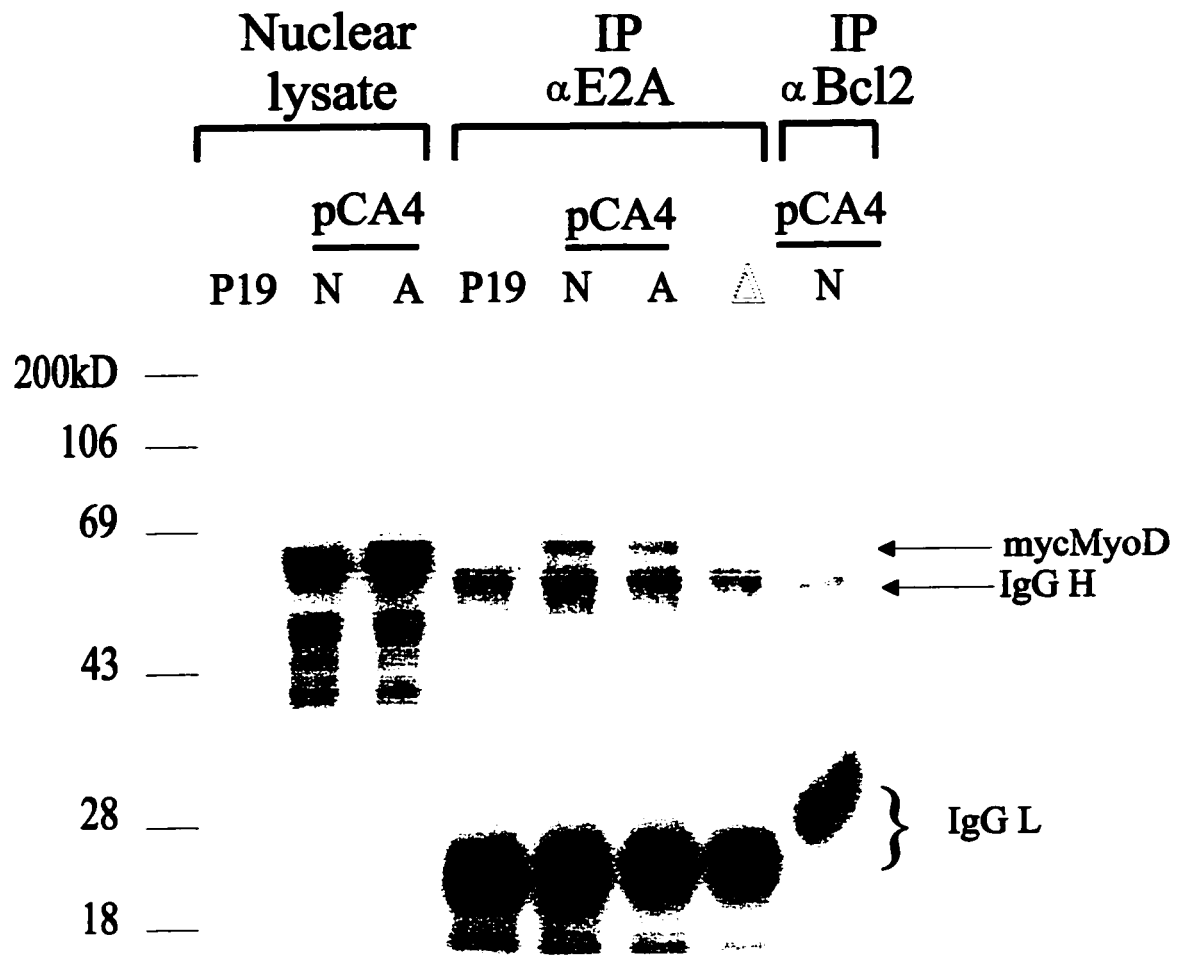 Nuclear lysate
IP αE2A
IP αBcl2
pCA4
pCA4
pCA4
P19 N A P19 N A Δ N
200kD
106
69
43
28
18
mycMyoD
IgG H
IgG L